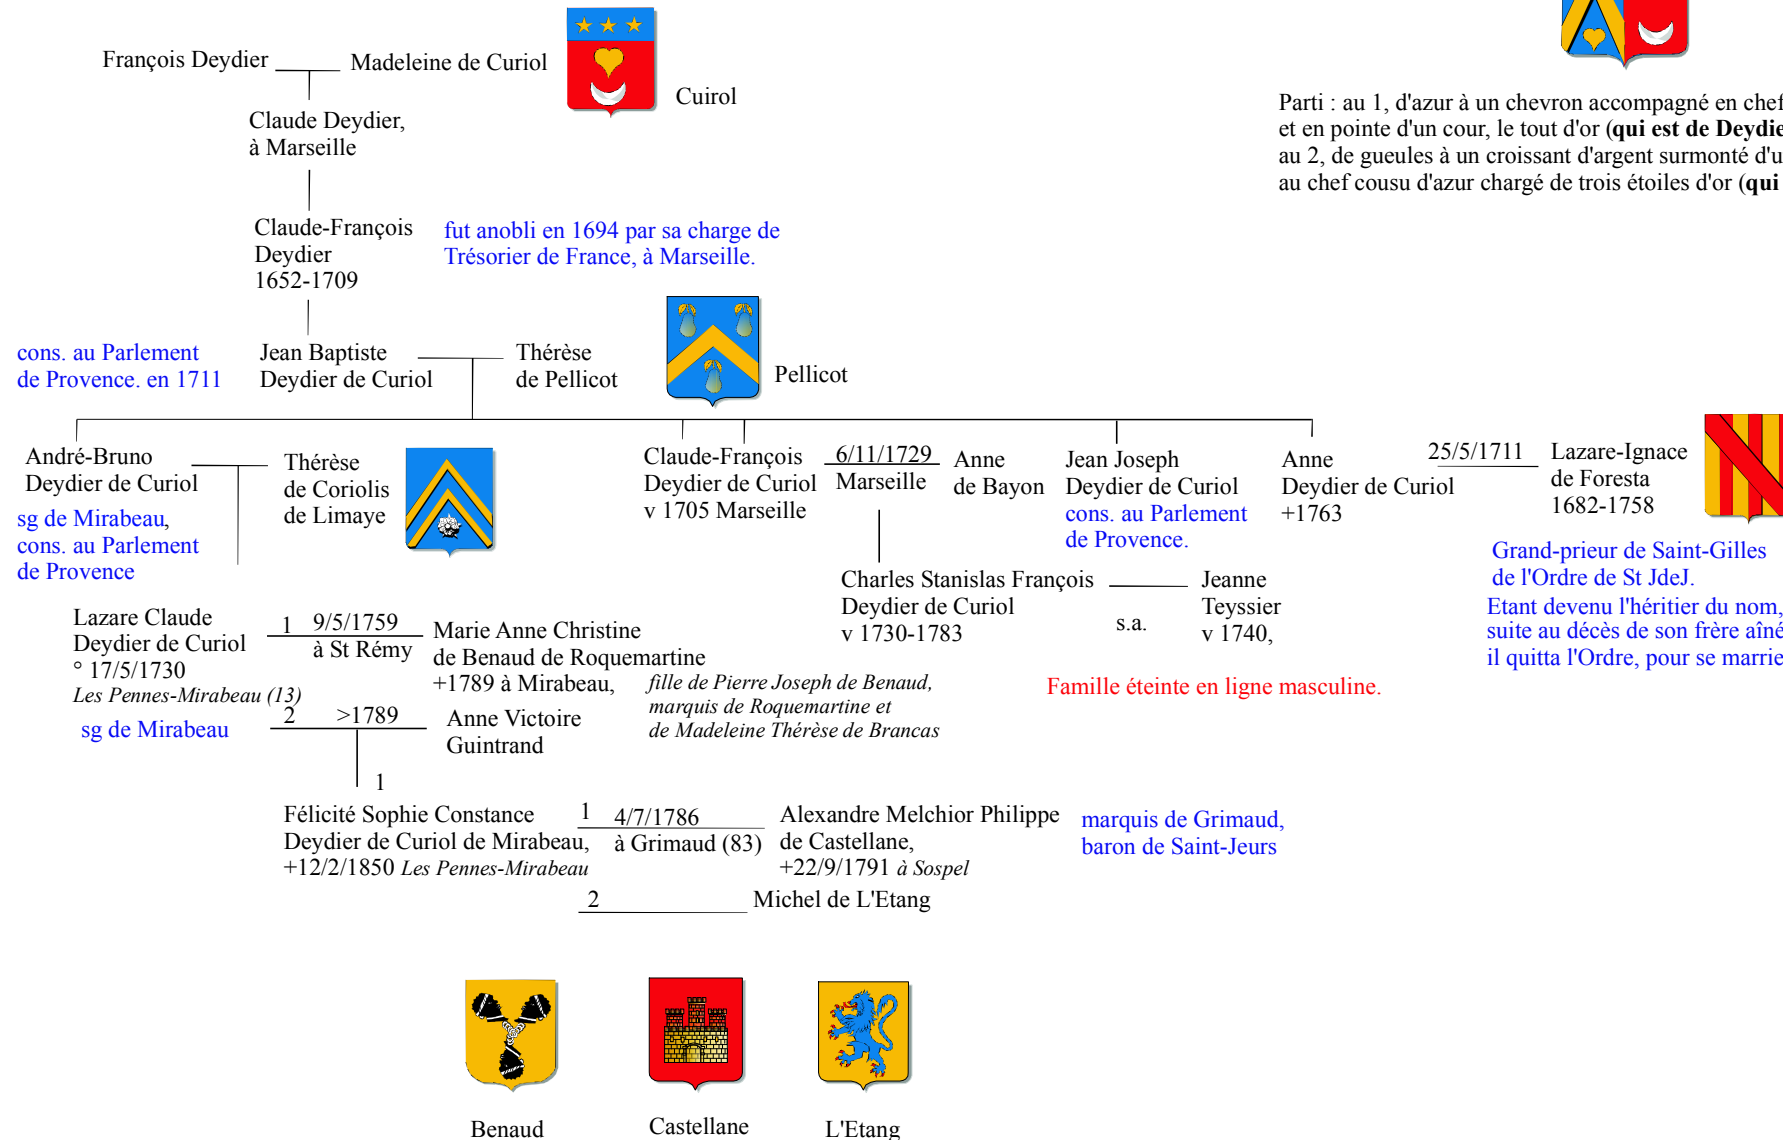 François Deydier
Madeleine de Curiol
Cuirol
Parti : au 1, d'azur à un chevron accompagné en chef
et en pointe d'un cour, le tout d'or (qui est de Deydie
au 2, de gueules à un croissant d'argent surmonté d'u
au chef cousu d'azur chargé de trois étoiles d'or (qui
Claude Deydier,
à Marseille
Claude-François
Deydier
1652-1709
fut anobli en 1694 par sa charge de
Trésorier de France, à Marseille.
cons. au Parlement
de Provence. en 1711
Jean Baptiste
Deydier de Curiol
Thérèse
de Pellicot
Pellicot
André-Bruno
Deydier de Curiol
sg de Mirabeau,
cons. au Parlement
de Provence
Thérèse
de Coriolis
de Limaye
Claude-François
Deydier de Curiol
v 1705 Marseille
6/11/1729
Marseille
Anne
de Bayon
Jean Joseph
Deydier de Curiol
cons. au Parlement
de Provence.
Anne
Deydier de Curiol
+1763
25/5/1711
Lazare-Ignace
de Foresta
1682-1758
Grand-prieur de Saint-Gilles
de l'Ordre de St JdeJ.
Etant devenu l'héritier du nom,
suite au décès de son frère aîné
il quitta l'Ordre, pour se marrie
Charles Stanislas François
Deydier de Curiol
v 1730-1783
s.a.
Jeanne
Teyssier
v 1740,
Famille éteinte en ligne masculine.
Lazare Claude
Deydier de Curiol
° 17/5/1730
Les Pennes-Mirabeau (13)
sg de Mirabeau
1 9/5/1759
à St Rémy
Marie Anne Christine
de Benaud de Roquemartine
+1789 à Mirabeau,
fille de Pierre Joseph de Benaud,
marquis de Roquemartine et
de Madeleine Thérèse de Brancas
2 >1789
Anne Victoire
Guintrand
1
Félicité Sophie Constance
Deydier de Curiol de Mirabeau,
+12/2/1850 Les Pennes-Mirabeau
1 4/7/1786
à Grimaud (83)
Alexandre Melchior Philippe
de Castellane,
+22/9/1791 à Sospel
marquis de Grimaud,
baron de Saint-Jeurs
2
Michel de L'Etang
Benaud
Castellane
L'Etang